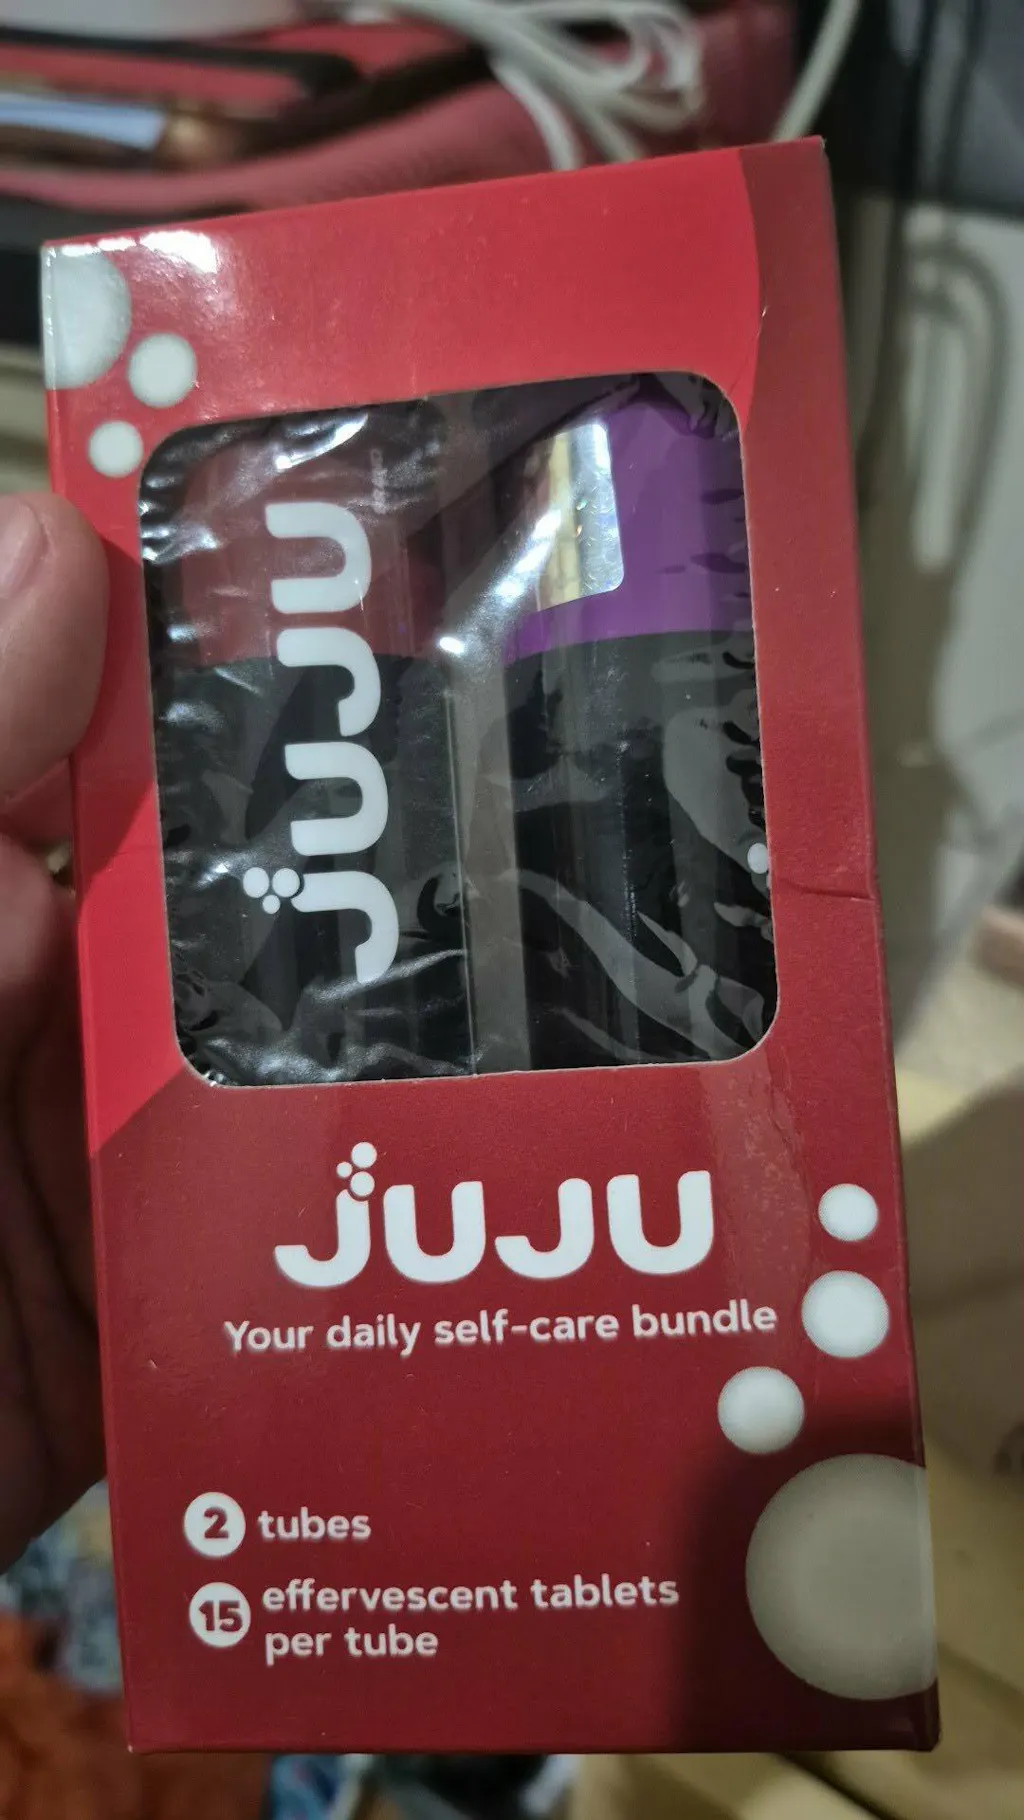 JUJU
JUJU
Your daily self-care bundle
2 tubes
15 effervescent tablets
per tube